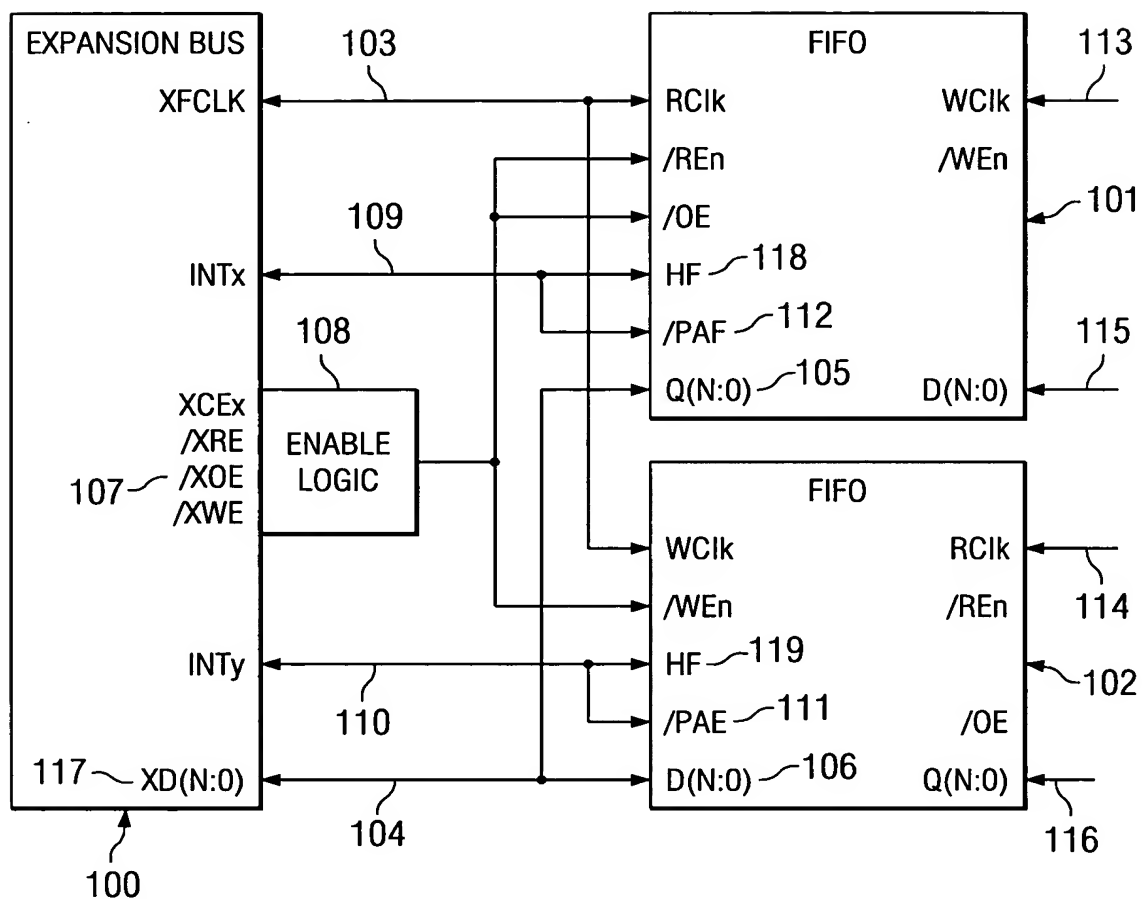 EXPANSION BUS
XFCLK
INTx
XCEx
/XRE
107
/XOE
/XWE
INTy
117
XD(N:0)
100
103
109
108
ENABLE
LOGIC
110
104
FIFO
RClk
WClk
113
/REn
/WEn
/OE
101
HF
118
/PAF
112
115
Q(N:0)
105
D(N:0)
FIFO
WClk
RClk
114
/WEn
/REn
HF
119
102
/PAE
111
/OE
D(N:0)
106
Q(N:0)
116